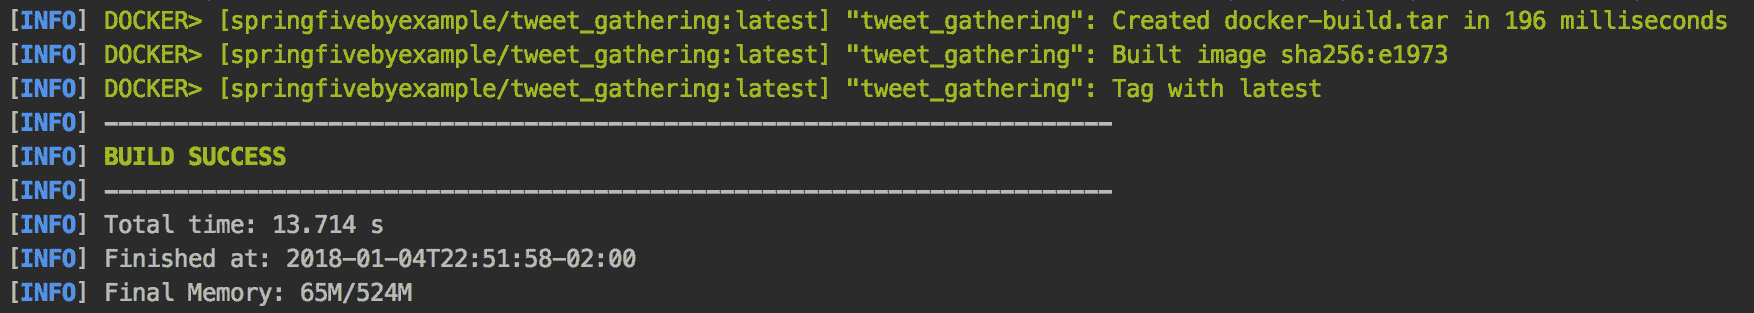 [INFO] DOCKER> [springfivebyexample/tweet_gathering:latest] "tweet_gathering": Created docker-build.tar in 196 milliseconds
[INFO] DOCKER> [springfivebyexample/tweet_gathering:latest] "tweet_gathering": Built image sha256:e1973
[INFO] DOCKER> [springfivebyexample/tweet_gathering:latest] "tweet_gathering": Tag with latest
[INFO] ------------------------------------------------------------------------
[INFO] BUILD SUCCESS
[INFO] ------------------------------------------------------------------------
[INFO] Total time: 13.714 s
[INFO] Finished at: 2018-01-04T22:51:58-02:00
[INFO] Final Memory: 65M/524M